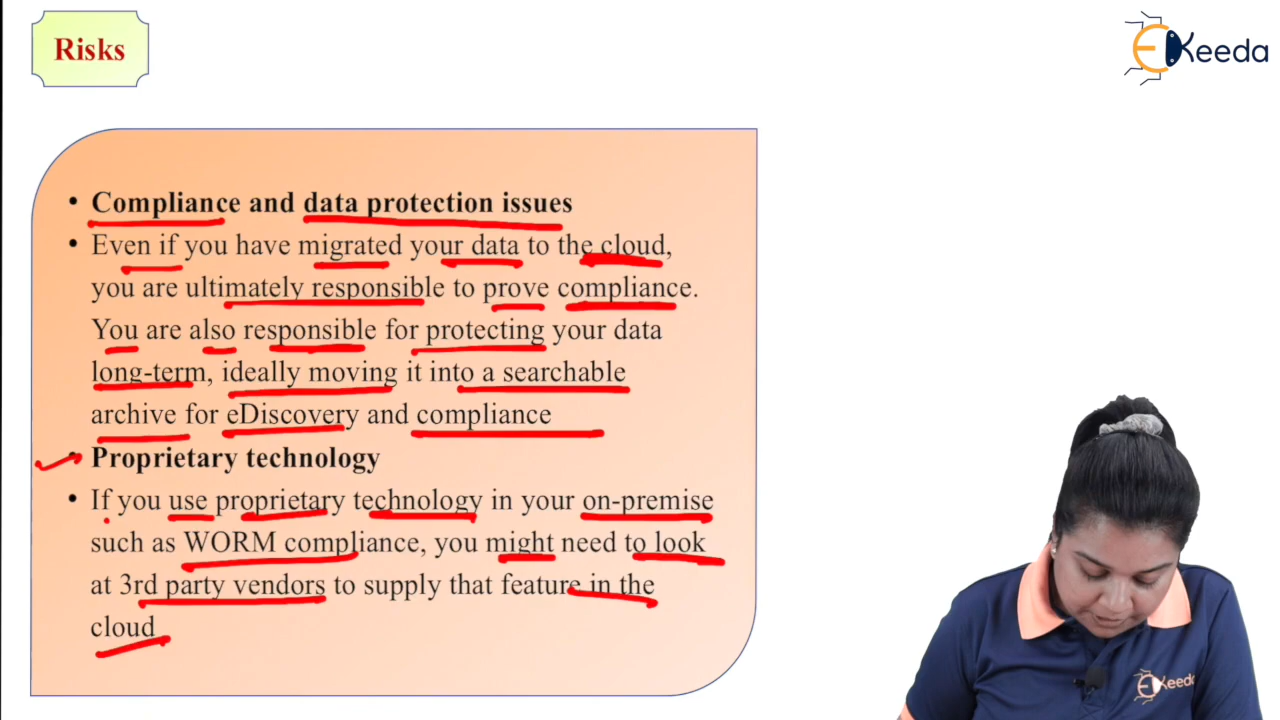 Risks
EKeeda
• Compliance and data protection issues
• Even if you have migrated your data to the cloud,
you are ultimately responsible to prove compliance.
You are also responsible for protecting your data
long-term, ideally moving it into a searchable
archive for eDiscovery and compliance
• Proprietary technology
• If you use proprietary technology in your on-premise
such as WORM compliance, you might need to look
at 3rd party vendors to supply that feature in the
cloud
EKeeda